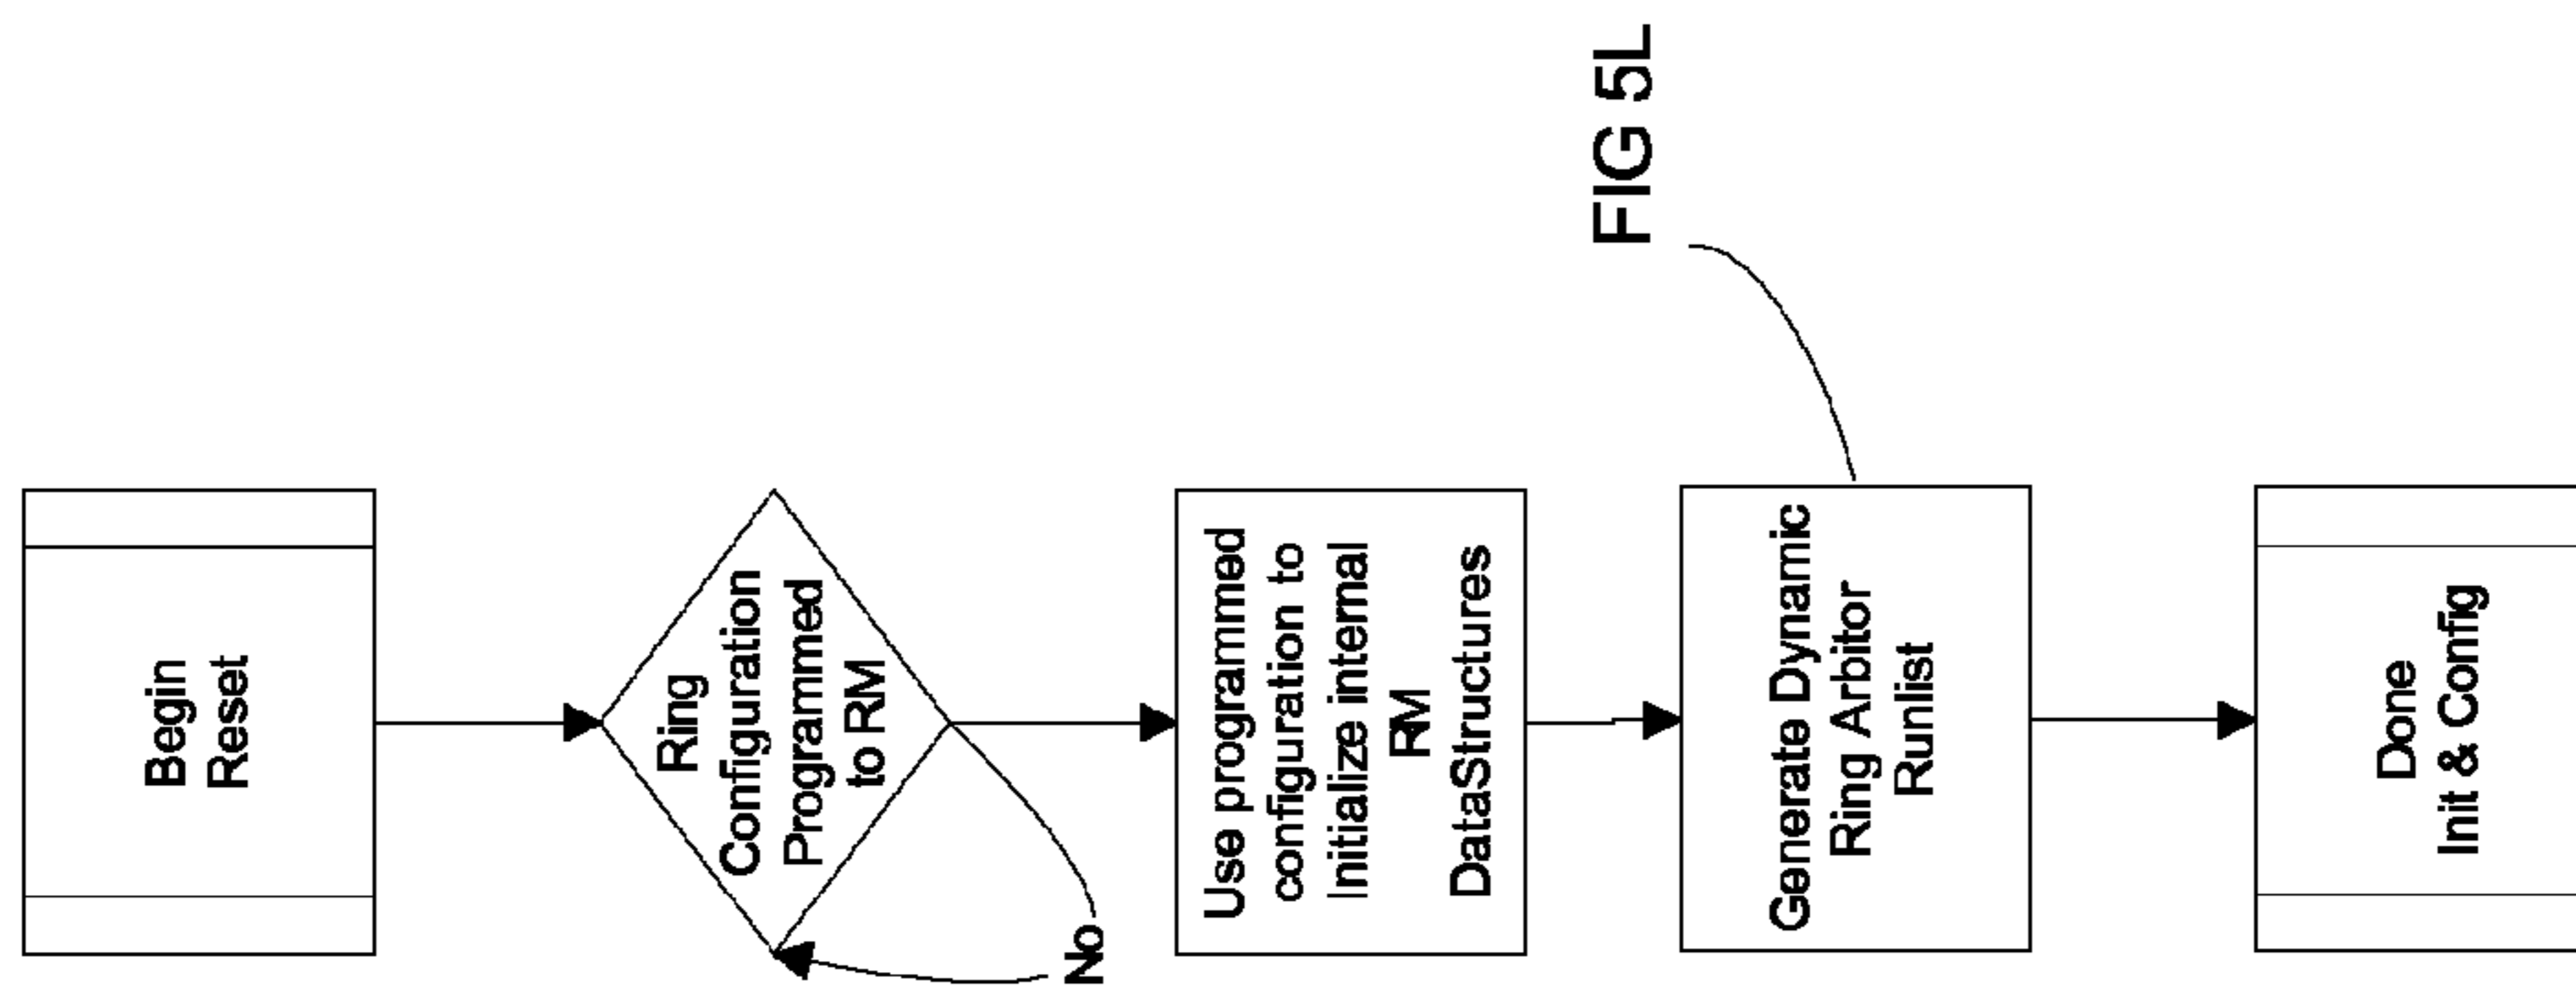 Begin
Reset
Ring
Configuration
Programmed
to RM
No
Use programmed
configuration to
Initialize internal
RM
DataStructures
Generate Dynamic
Ring Arbitor
Runlist
FIG 5L
Done
Init & Config